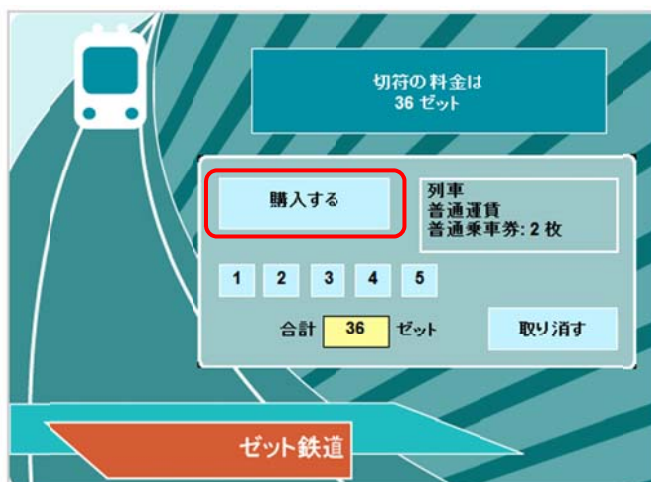 切符の料金は
36 ゼット
購入する
列車
普通運賃
普通乗車券: 2 枚
1 2 3 4 5
合計 36 ゼット
取り消す
ゼット鉄道